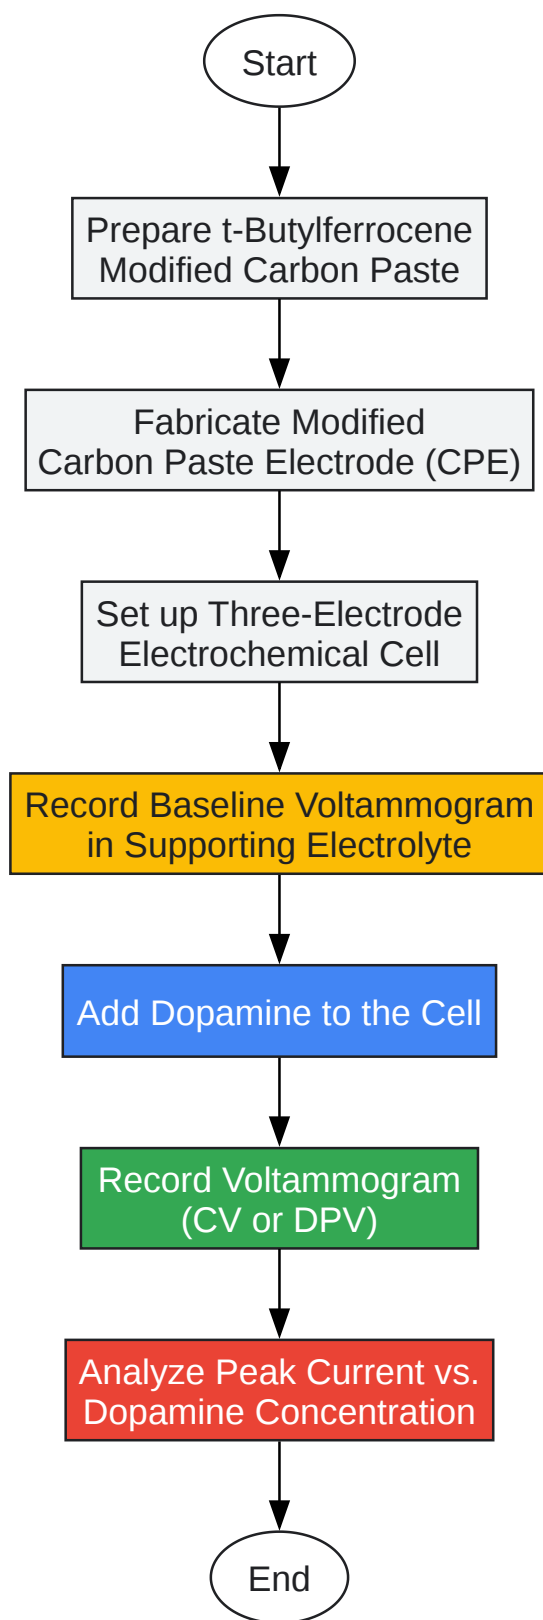 Start
Prepare t-Butylferrocene
Modified Carbon Paste
Fabricate Modified
Carbon Paste Electrode (CPE)
Set up Three-Electrode
Electrochemical Cell
Record Baseline Voltammogram
in Supporting Electrolyte
Add Dopamine to the Cell
Record Voltammogram
(CV or DPV)
Analyze Peak Current vs.
Dopamine Concentration
End